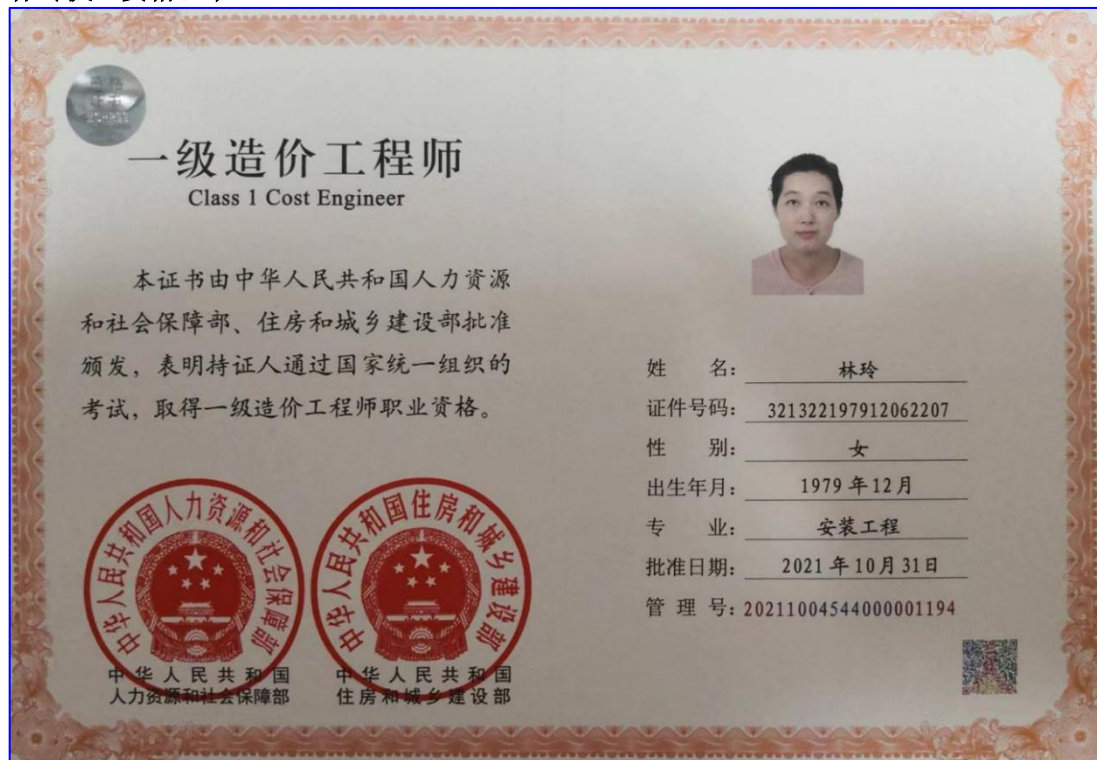 一级造价工程师
Class 1 Cost Engineer
本证书由中华人民共和国人力资源
和社会保障部、住房和城乡建设部批准
颁发，表明持证人通过国家统一组织的
考试，取得一级造价工程师职业资格。
中华人民共和国人力资源和社会保障部
中华人民共和国住房和城乡建设部
中华人民共和国
人力资源和社会保障部
中华人民共和国
住房和城乡建设部
姓 名：林玲
证件号码：321322197912062207
性 别：女
出生年月：1979年12月
专 业：安装工程
批准日期：2021年10月31日
管 理 号：20211004544000001194